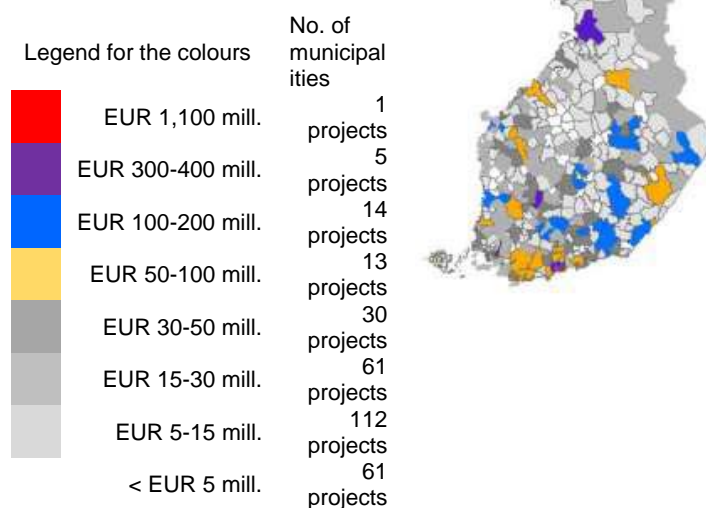 Legend for the colours
No. of
municipal
ities
EUR 1,100 mill.
1
projects
EUR 300-400 mill.
5
projects
EUR 100-200 mill.
14
projects
EUR 50-100 mill.
13
projects
EUR 30-50 mill.
30
projects
EUR 15-30 mill.
61
projects
EUR 5-15 mill.
112
projects
< EUR 5 mill.
61
projects